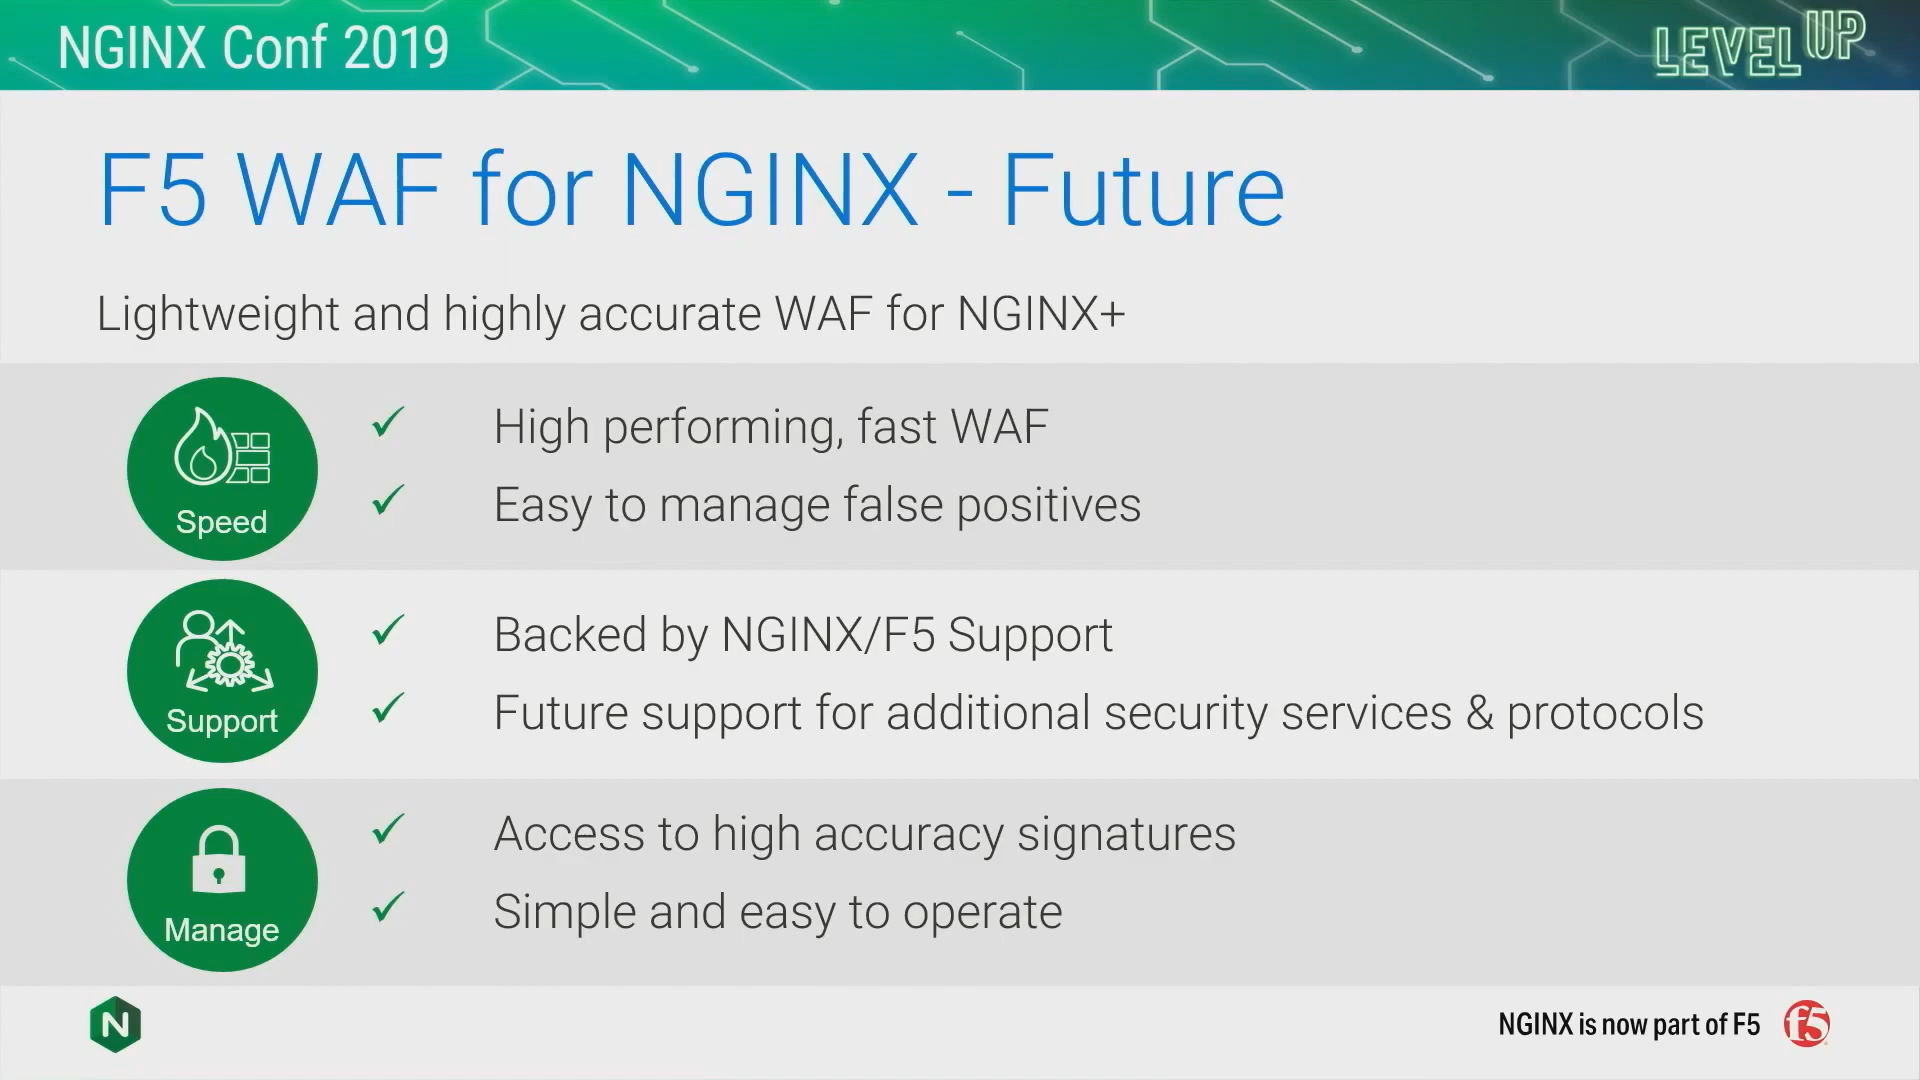 NGINX Conf 2019
LEVEL UP
F5 WAF for NGINX - Future
Lightweight and highly accurate WAF for NGINX+
Speed
✓ High performing, fast WAF
✓ Easy to manage false positives
Support
✓ Backed by NGINX/F5 Support
✓ Future support for additional security services & protocols
Manage
✓ Access to high accuracy signatures
✓ Simple and easy to operate
N
NGINX is now part of F5
f5